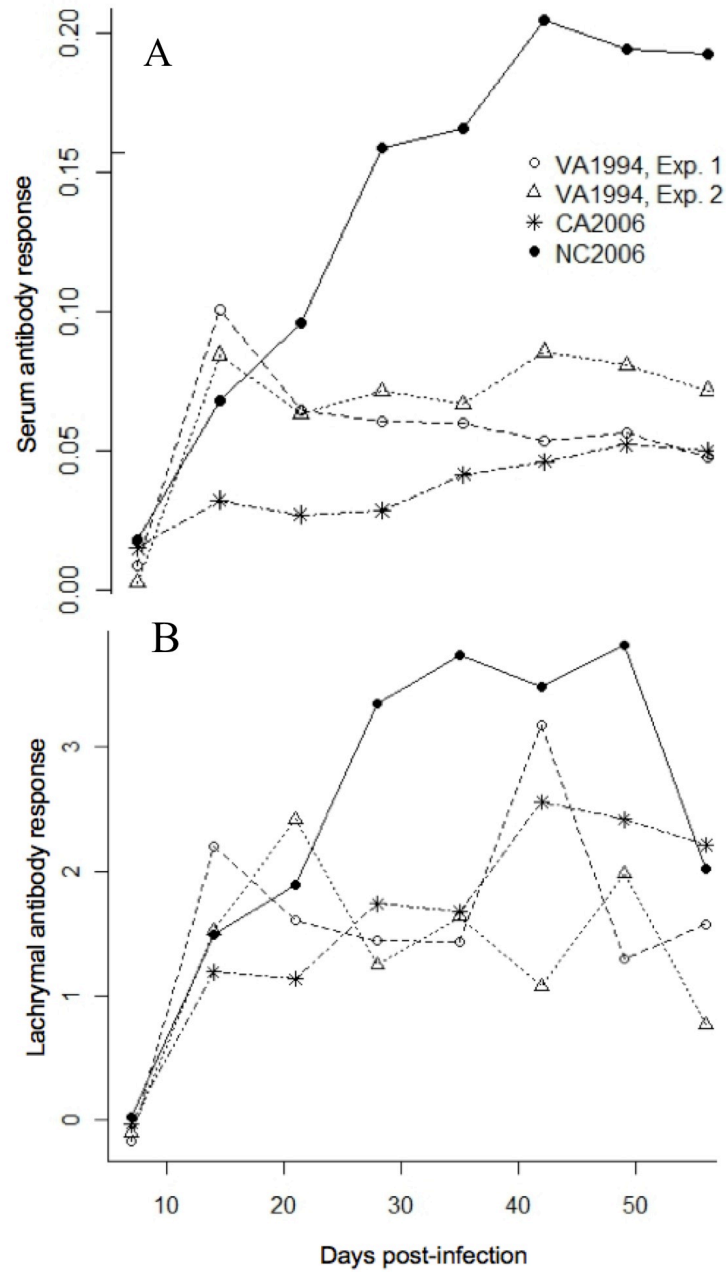 A
0.20
0.15
0.10
0.05
0.00
Serum antibody response
VA1994, Exp. 1
VA1994, Exp. 2
CA2006
NC2006
B
3
2
1
0
Lachrymal antibody response
10 20 30 40 50
Days post-infection